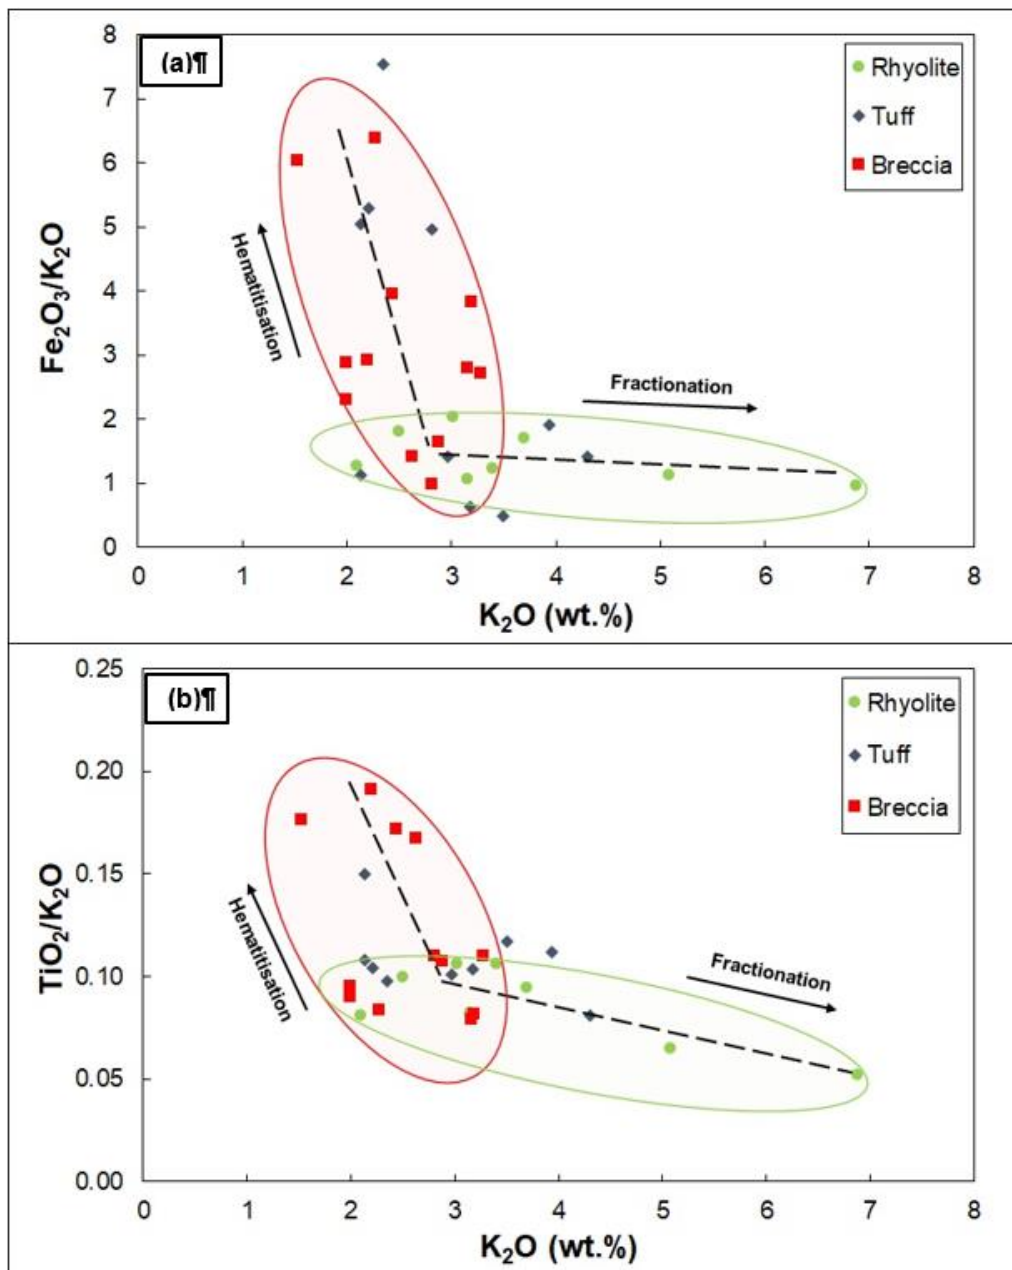 (a)¶
8
7
6
5
4
3
2
1
0
Fe₂O₃/K₂O
Rhyolite
Tuff
Breccia
Hematitisation
Fractionation
0 1 2 3 4 5 6 7 8
K₂O (wt.%)
(b)¶
0.25
0.20
0.15
0.10
0.05
0.00
TiO₂/K₂O
Rhyolite
Tuff
Breccia
Hematitisation
Fractionation
0 1 2 3 4 5 6 7 8
K₂O (wt.%)